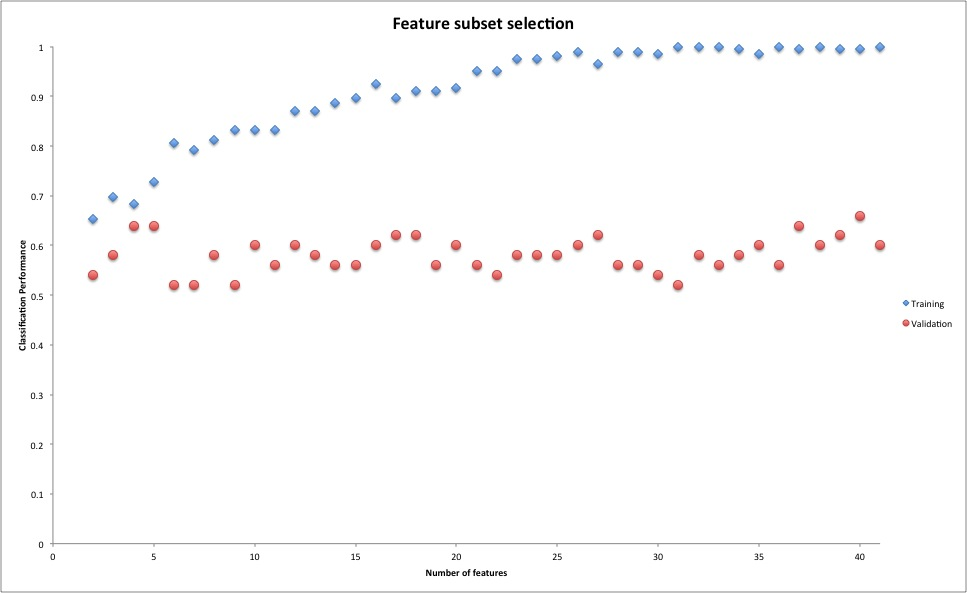 Feature subset selection
1
0.9
0.8
0.7
0.6
0.5
0.4
0.3
0.2
0.1
0
Classification Performance
0 5 10 15 20 25 30 35 40
Number of features
Training
Validation